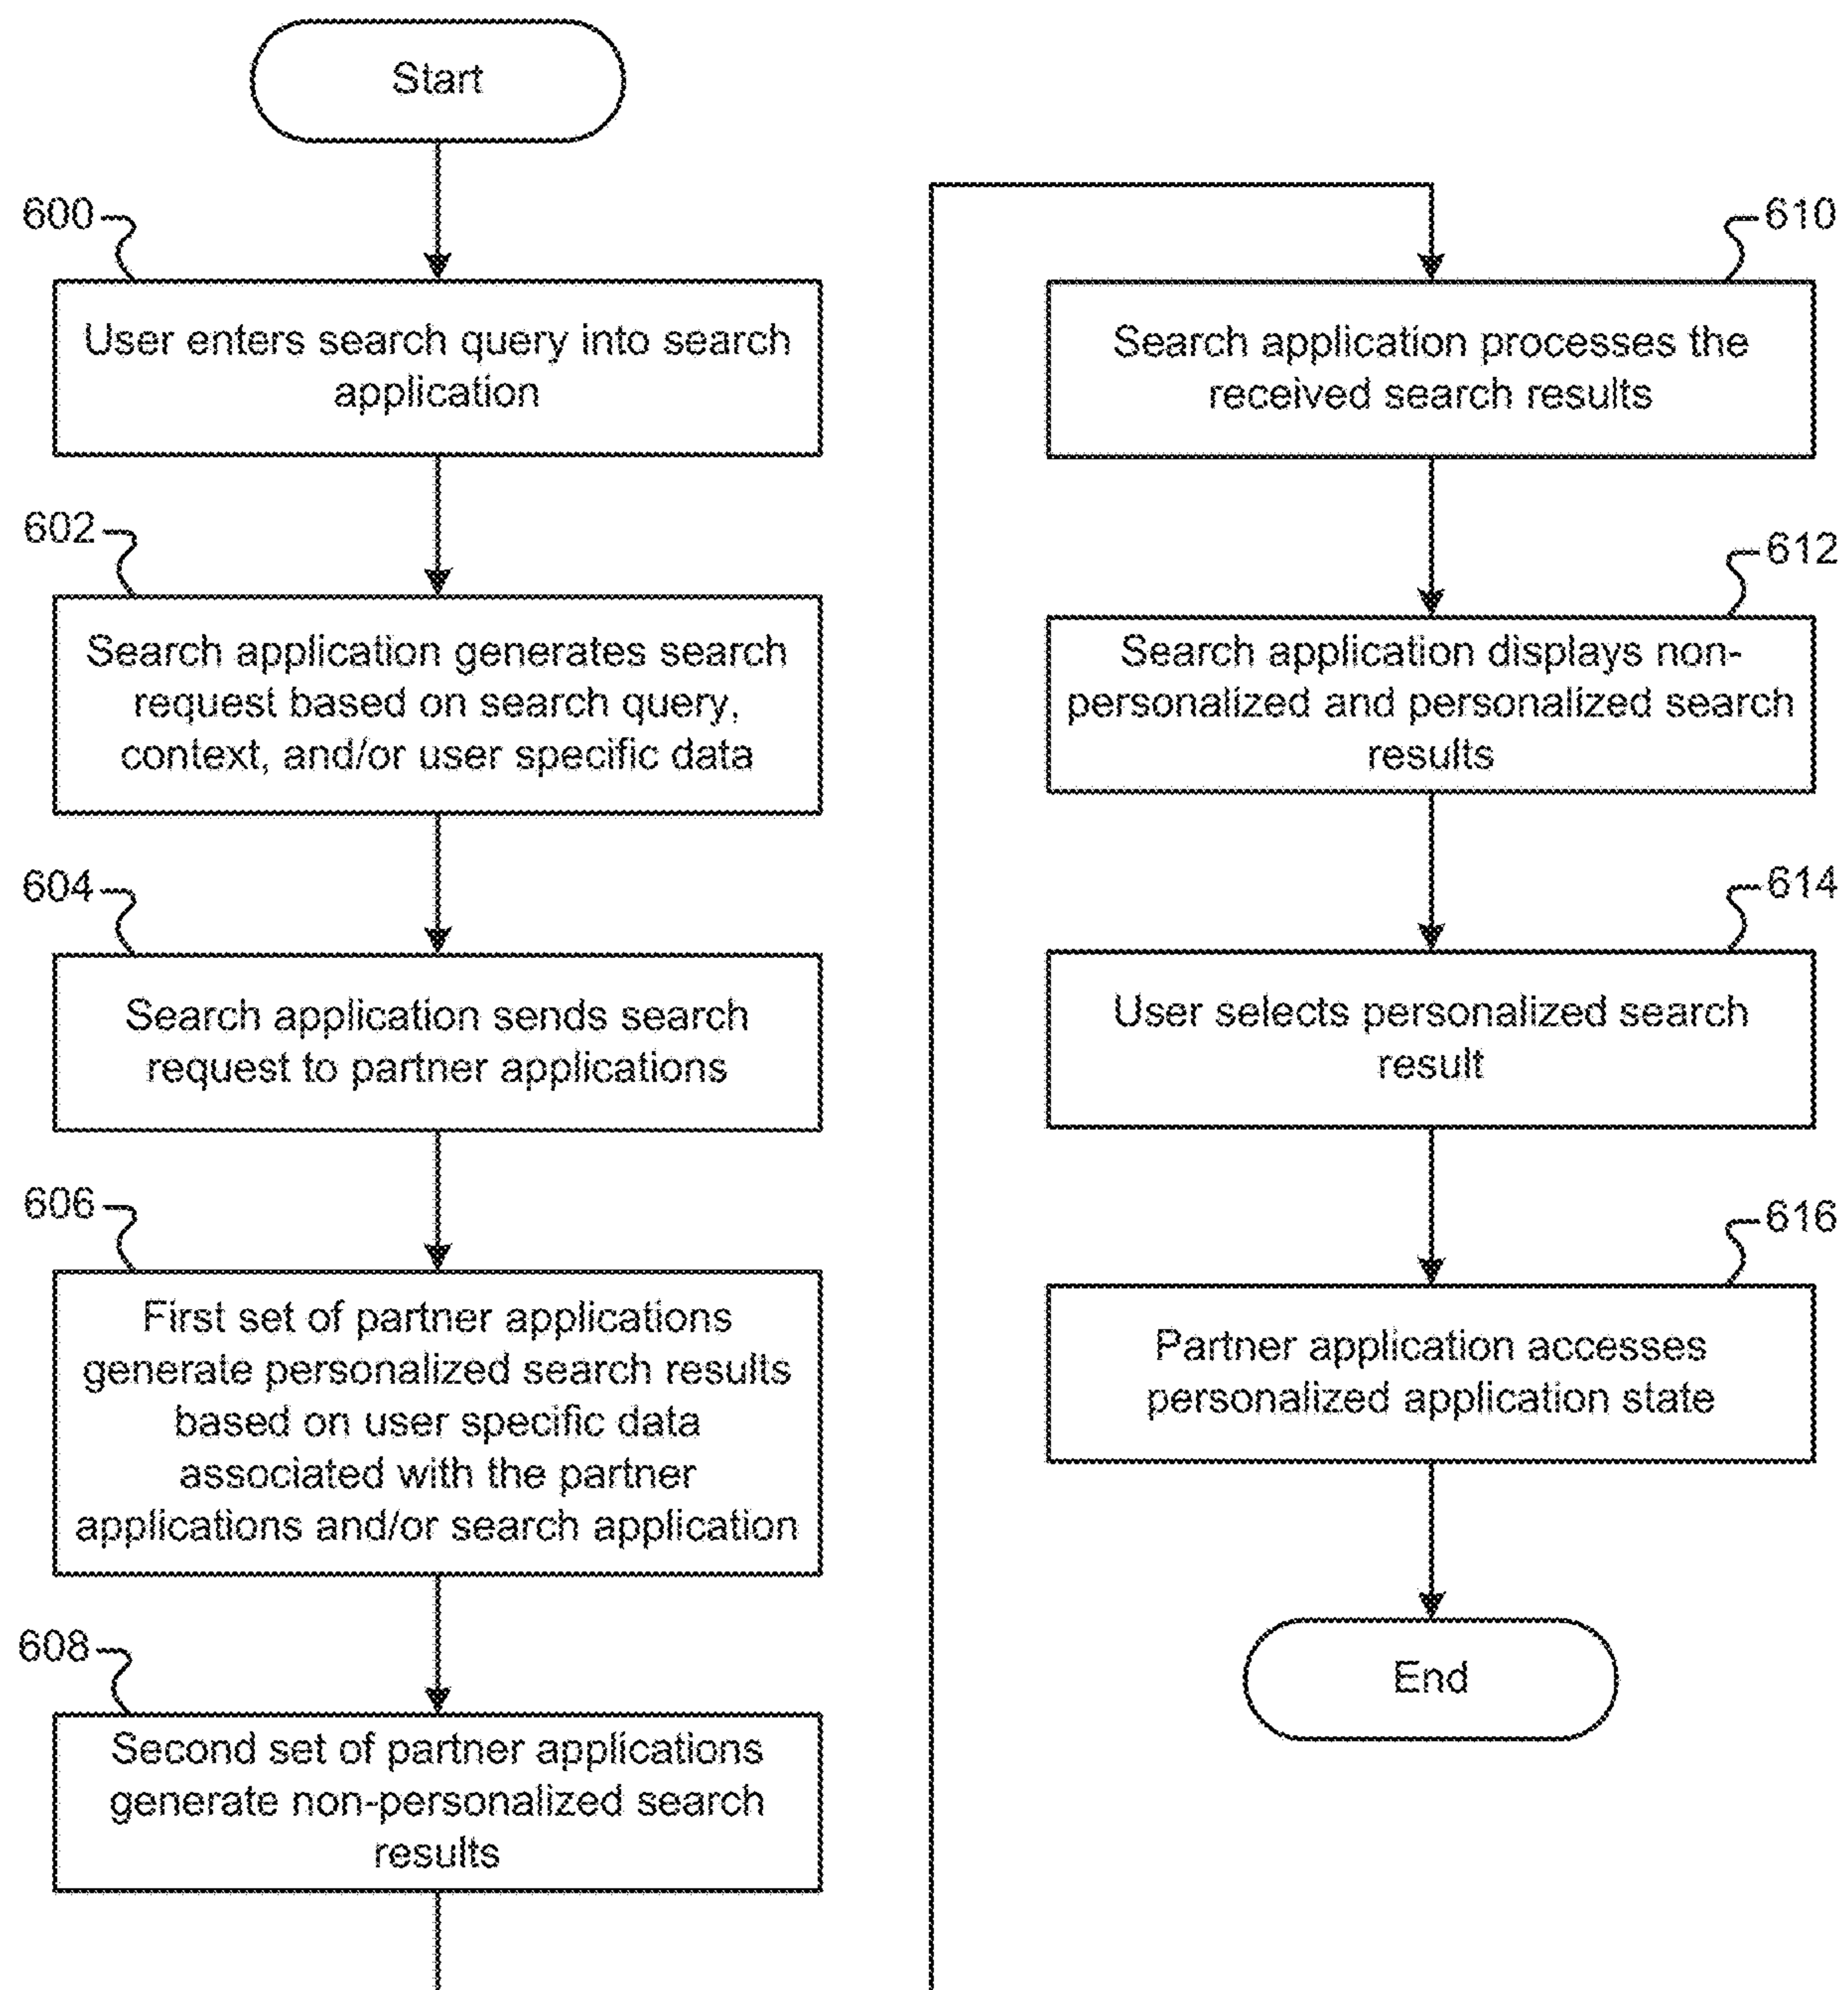 Start
600
User enters search query into search
application
602
Search application generates search
request based on search query,
context, and/or user specific data
604
Search application sends search
request to partner applications
606
First set of partner applications
generate personalized search results
based on user specific data
associated with the partner
applications and/or search application
608
Second set of partner applications
generate non-personalized search
results
610
Search application processes the
received search results
612
Search application displays non-
personalized and personalized search
results
614
User selects personalized search
result
616
Partner application accesses
personalized application state
End